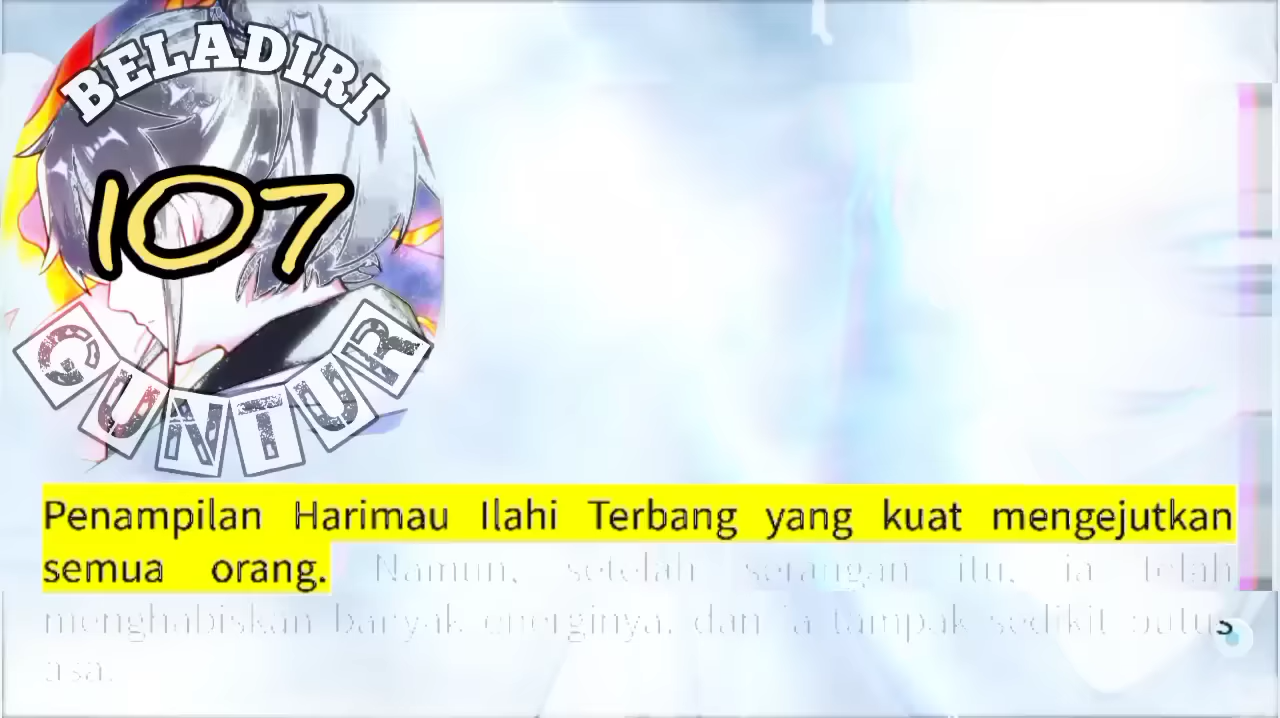 BELADIRI
107
GUNTUR
Penampilan Harimau Ilahi Terbang yang kuat mengejutkan
semua orang. Namun, setelah serangan itu, ia telah
menghabiskan banyak energinya, dan ia tampak sedikit putus
asa.